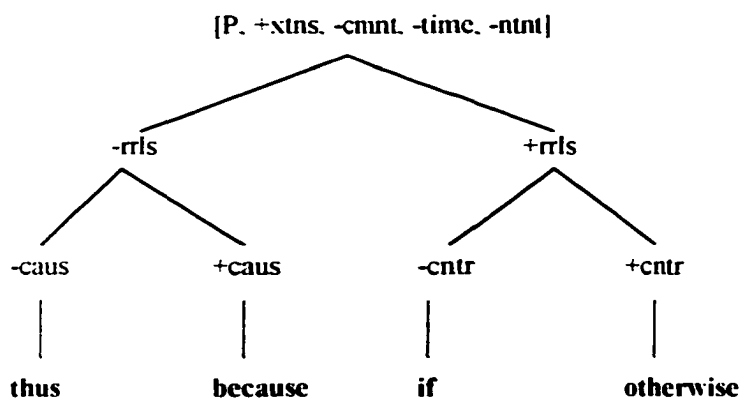 [P. +xtns. -cmnt. -time. -ntnt]
-rrls +rrls
-caus +caus -cntr +cntr
thus because if otherwise